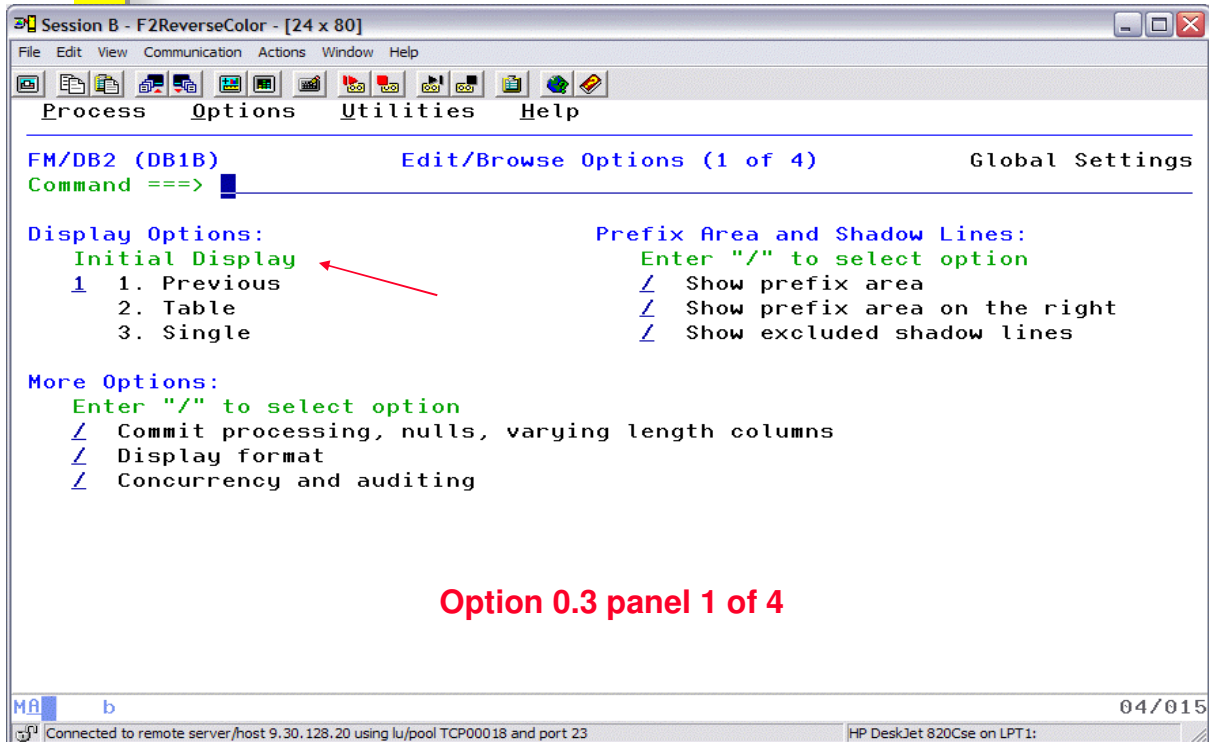 Session B - F2ReverseColor - [24 x 80]
File Edit View Communication Actions Window Help
Process Options Utilities Help
FM/DB2 (DB1B) Edit/Browse Options (1 of 4) Global Settings
Command ===>
Display Options: Prefix Area and Shadow Lines:
Initial Display Enter "/" to select option
1 1. Previous / Show prefix area
2. Table / Show prefix area on the right
3. Single / Show excluded shadow lines
More Options:
Enter "/" to select option
/ Commit processing, nulls, varying length columns
/ Display format
/ Concurrency and auditing
Option 0.3 panel 1 of 4
MA b 04/015
Connected to remote server/host 9.30.128.20 using lu/pool TCP00018 and port 23 HP DeskJet 820Cse on LPT1: